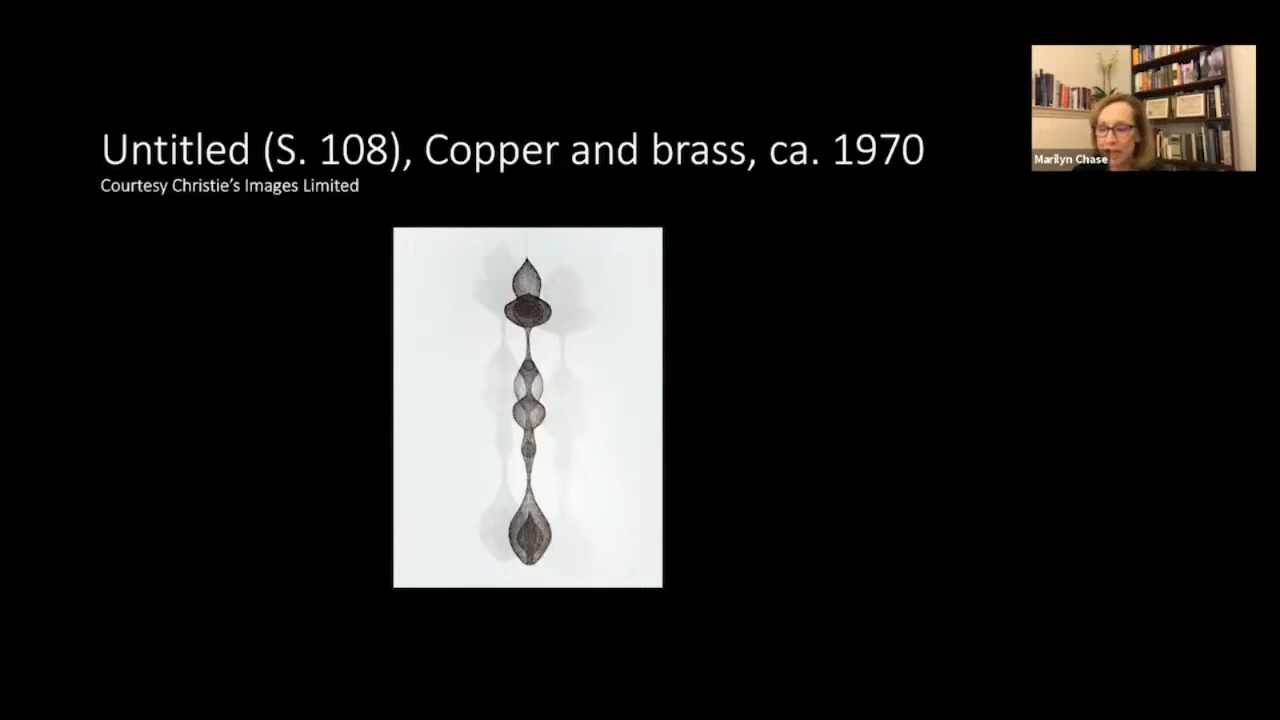 Untitled (S. 108), Copper and brass, ca. 1970
Courtesy Christie's Images Limited
Marilyn Chase